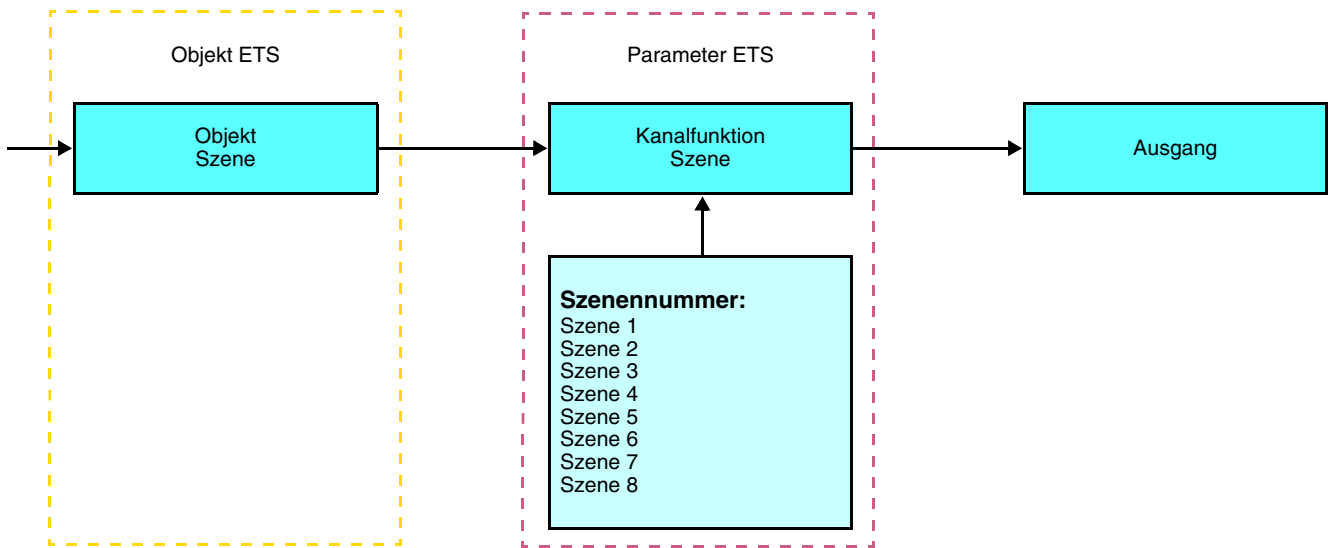 Objekt ETS
Parameter ETS
Objekt
Szene
Kanalfunktion
Szene
Ausgang
Szenennummer:
Szene 1
Szene 2
Szene 3
Szene 4
Szene 5
Szene 6
Szene 7
Szene 8